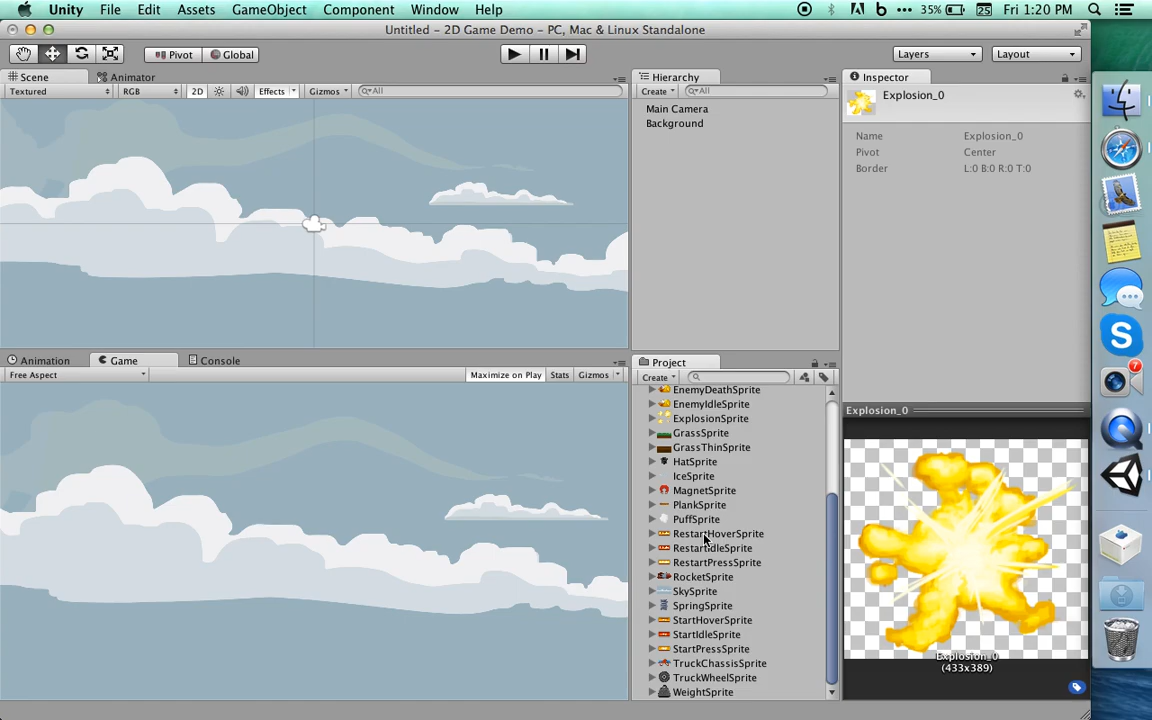 Unity File Edit Assets GameObject Component Window Help 35% 25 Fri 1:20 PM
Untitled – 2D Game Demo – PC, Mac & Linux Standalone
Pivot Global Layers Layout
Scene Animator Hierarchy Inspector
Textured RGB 2D Effects Gizmos All Create All
Explosion_0
Main Camera
Background
Name Explosion_0
Pivot Center
Border L:0 B:0 R:0 T:0
Animation Game Console Project
Free Aspect Maximize on Play Stats Gizmos Create
7
EnemyDeathSprite
EnemyIdleSprite
ExplosionSprite
GrassSprite
GrassThinSprite
HatSprite
IceSprite
MagnetSprite
PlankSprite
PuffSprite
RestartHoverSprite
RestartIdleSprite
RestartPressSprite
RocketSprite
SkySprite
SpringSprite
StartHoverSprite
StartIdleSprite
StartPressSprite
TruckChassisSprite
TruckWheelSprite
WeightSprite
Explosion_0
Explosion_0
(433x389)